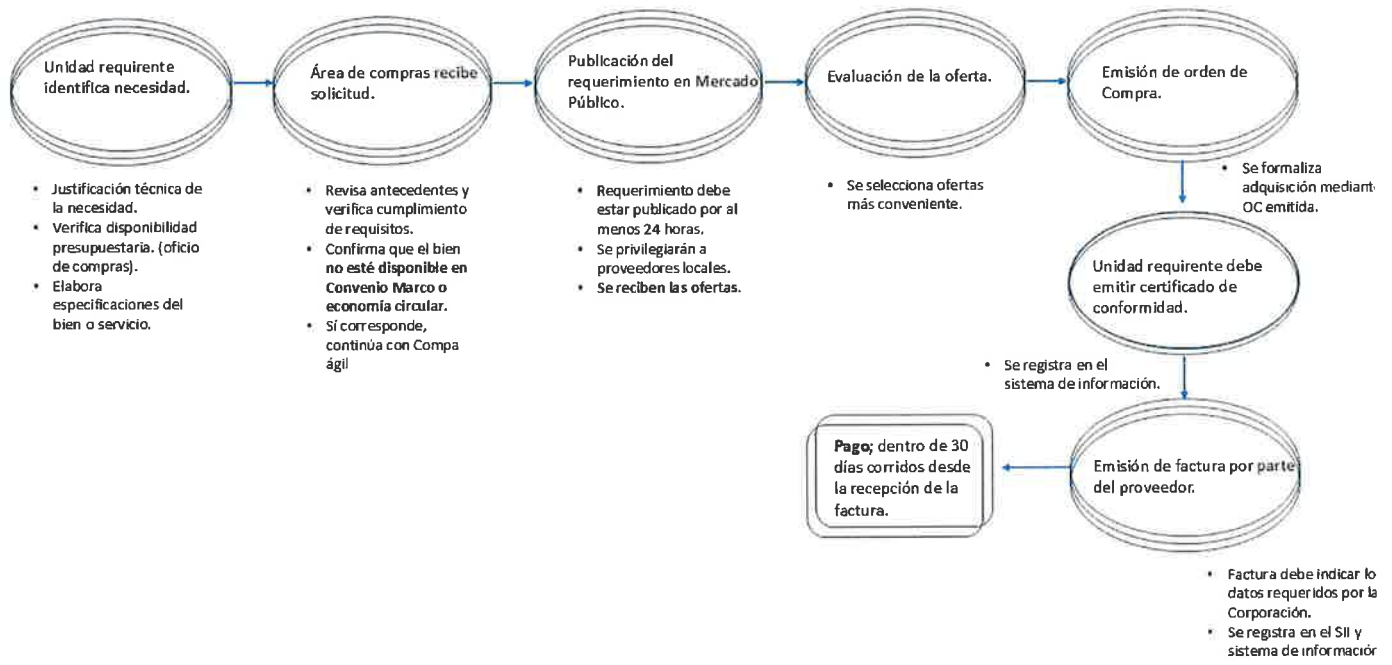 Unidad requirente
identifica necesidad.
• Justificación técnica de
la necesidad.
• Verifica disponibilidad
presupuestaria. (oficio
de compras).
• Elabora
especificaciones del
bien o servicio.
Área de compras recibe
solicitud.
• Revisa antecedentes y
verifica cumplimiento
de requisitos.
• Confirma que el bien
no esté disponible en
Convenio Marco o
economía circular.
• Sí corresponde,
continúa con Compa
ágil
Publicación del
requerimiento en Mercado
Público.
• Requerimiento debe
estar publicado por al
menos 24 horas.
• Se privilegiarán a
proveedores locales.
• Se reciben las ofertas.
Evaluación de la oferta.
• Se selecciona ofertas
más conveniente.
Emisión de orden de
Compra.
• Se formaliza
adquisición mediant
OC emitida.
Unidad requirente debe
emitir certificado de
conformidad.
• Se registra en el
sistema de información.
Emisión de factura por parte
del proveedor.
• Factura debe indicar lo
datos requeridos por la
Corporación.
• Se registra en el SII y
sistema de informaciór
Pago; dentro de 30
días corridos desde
la recepción de la
factura.